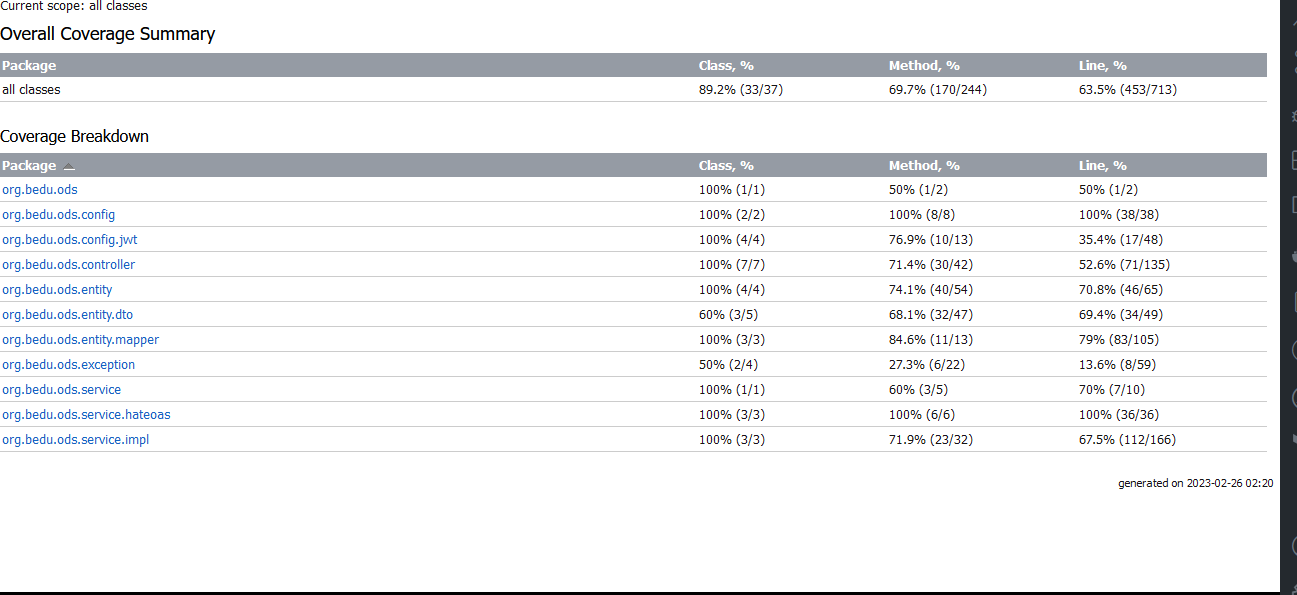 Current scope: all classes
Overall Coverage Summary
Package Class, % Method, % Line, %
all classes 89.2% (33/37) 69.7% (170/244) 63.5% (453/713)
Coverage Breakdown
Package Class, % Method, % Line, %
org.bedu.ods 100% (1/1) 50% (1/2) 50% (1/2)
org.bedu.ods.config 100% (2/2) 100% (8/8) 100% (38/38)
org.bedu.ods.config.jwt 100% (4/4) 76.9% (10/13) 35.4% (17/48)
org.bedu.ods.controller 100% (7/7) 71.4% (30/42) 52.6% (71/135)
org.bedu.ods.entity 100% (4/4) 74.1% (40/54) 70.8% (46/65)
org.bedu.ods.entity.dto 60% (3/5) 68.1% (32/47) 69.4% (34/49)
org.bedu.ods.entity.mapper 100% (3/3) 84.6% (11/13) 79% (83/105)
org.bedu.ods.exception 50% (2/4) 27.3% (6/22) 13.6% (8/59)
org.bedu.ods.service 100% (1/1) 60% (3/5) 70% (7/10)
org.bedu.ods.service.hateoas 100% (3/3) 100% (6/6) 100% (36/36)
org.bedu.ods.service.impl 100% (3/3) 71.9% (23/32) 67.5% (112/166)
generated on 2023-02-26 02:20